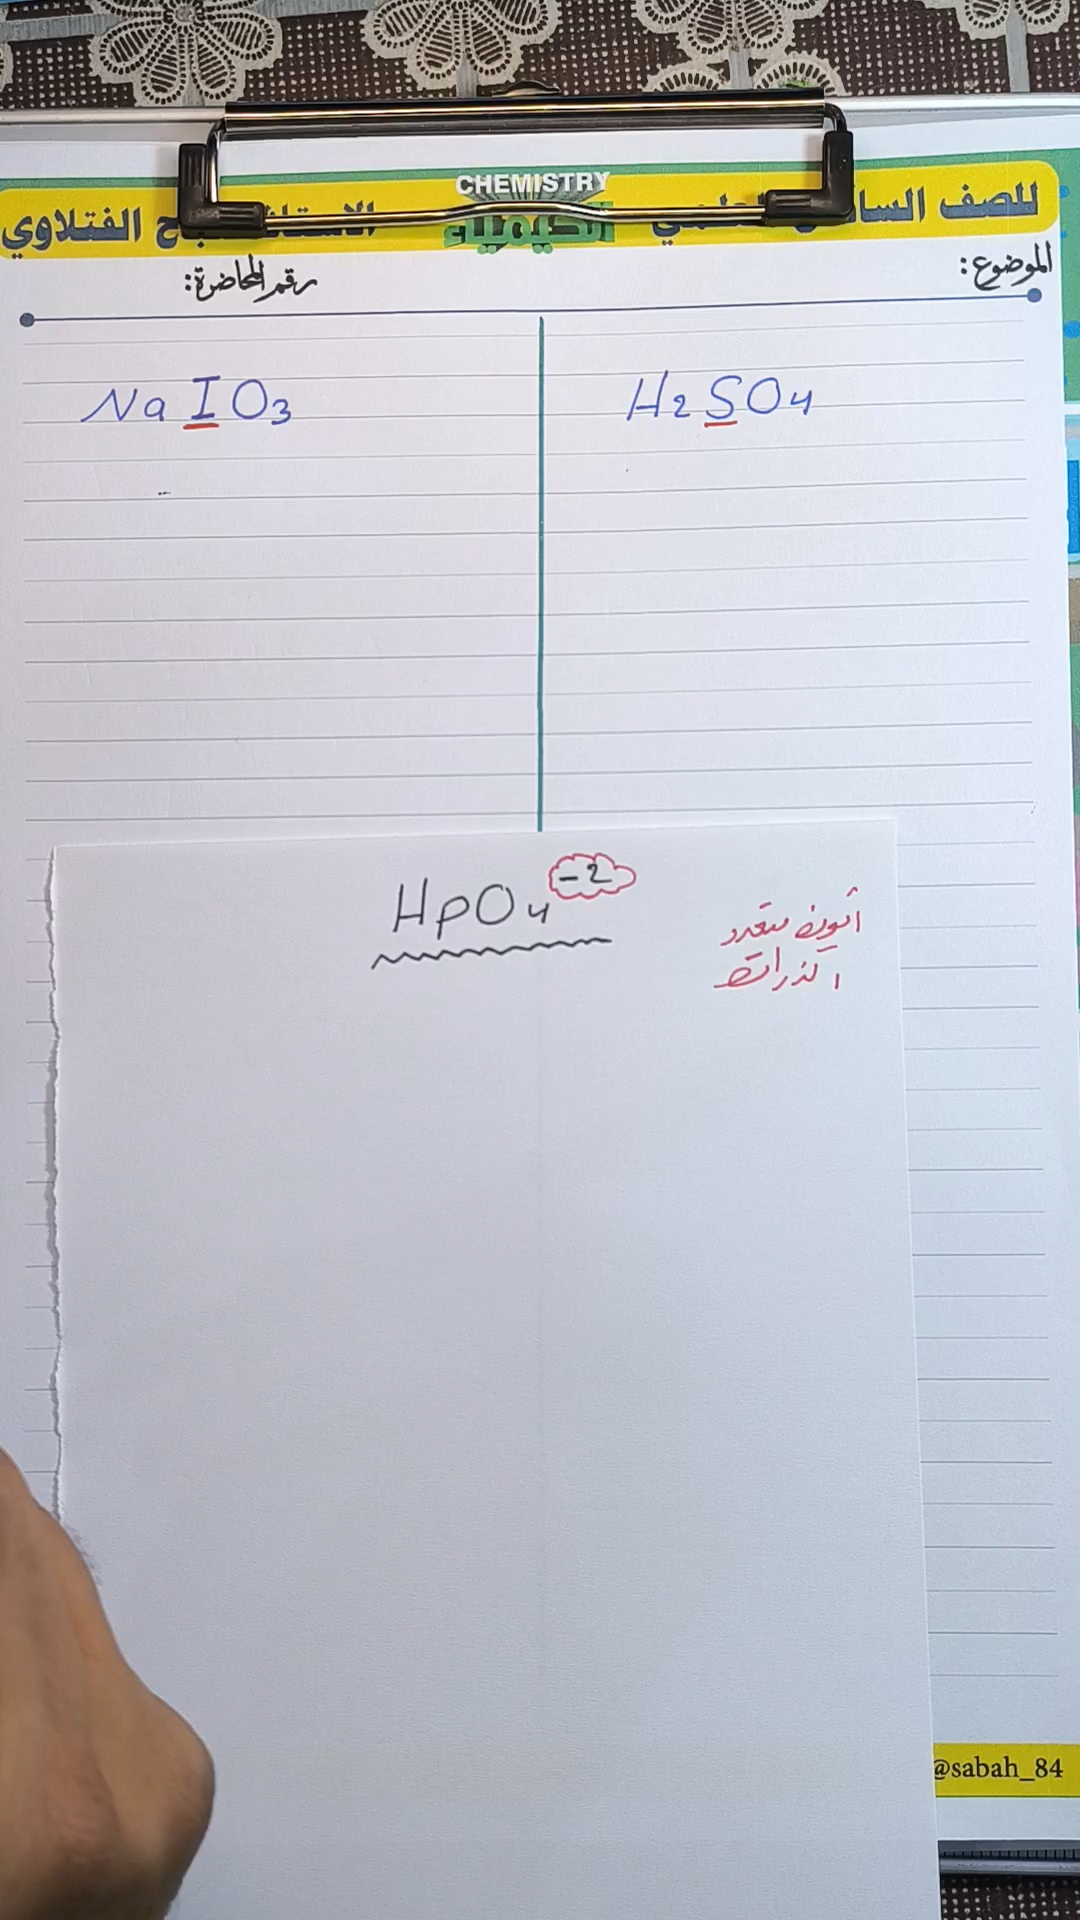 CHEMISTRY
للصف السا
الكيمياء
الفتلاوي
الموضوع:
رقم المحاضرة:
NaIO3
H2SO4
HpO4 -2
أيون متعدد
الذرات
@sabah_84